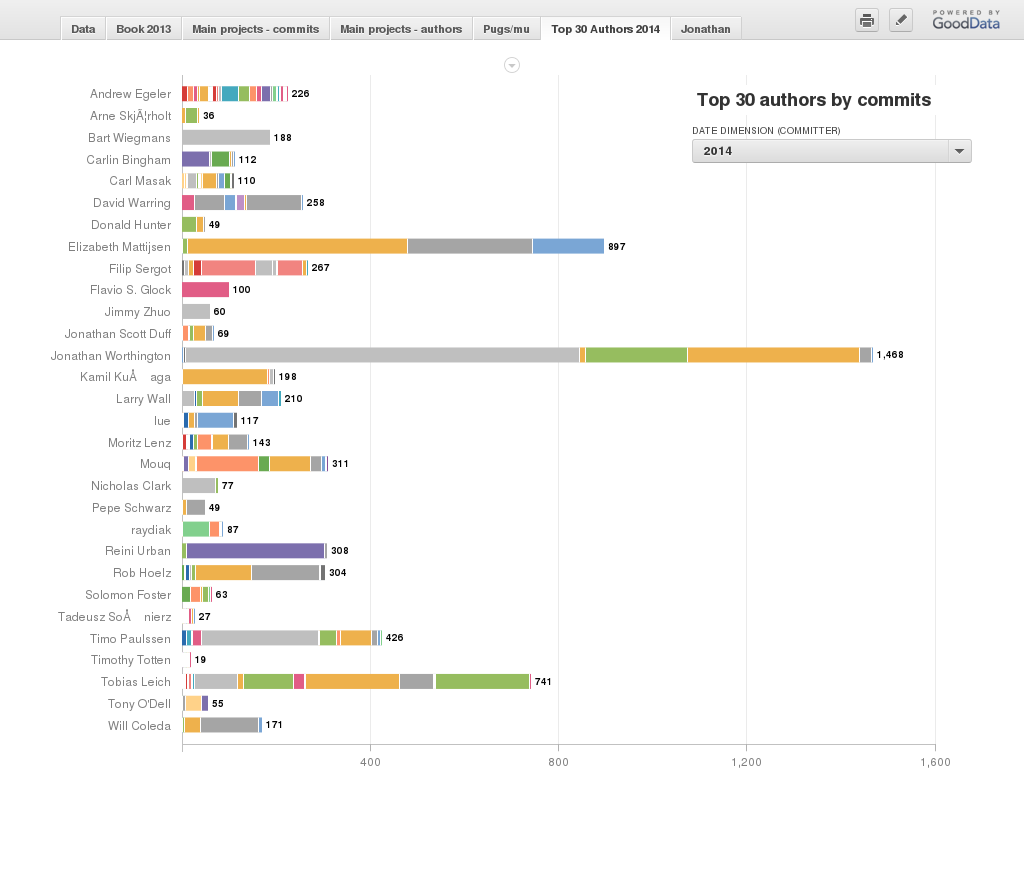 Data Book 2013 Main projects - commits Main projects - authors Pugs/mu Top 30 Authors 2014 Jonathan
POWERED BY
GoodData
Top 30 authors by commits
DATE DIMENSION (COMMITTER)
2014
Andrew Egeler 226
Arne SkjÃ¦rholt 36
Bart Wiegmans 188
Carlin Bingham 112
Carl Masak 110
David Warring 258
Donald Hunter 49
Elizabeth Mattijsen 897
Filip Sergot 267
Flavio S. Glock 100
Jimmy Zhuo 60
Jonathan Scott Duff 69
Jonathan Worthington 1,468
Kamil KuÅ aga 198
Larry Wall 210
lue 117
Moritz Lenz 143
Mouq 311
Nicholas Clark 77
Pepe Schwarz 49
raydiak 87
Reini Urban 308
Rob Hoelz 304
Solomon Foster 63
Tadeusz SoÅ nierz 27
Timo Paulssen 426
Timothy Totten 19
Tobias Leich 741
Tony O'Dell 55
Will Coleda 171
400 800 1,200 1,600